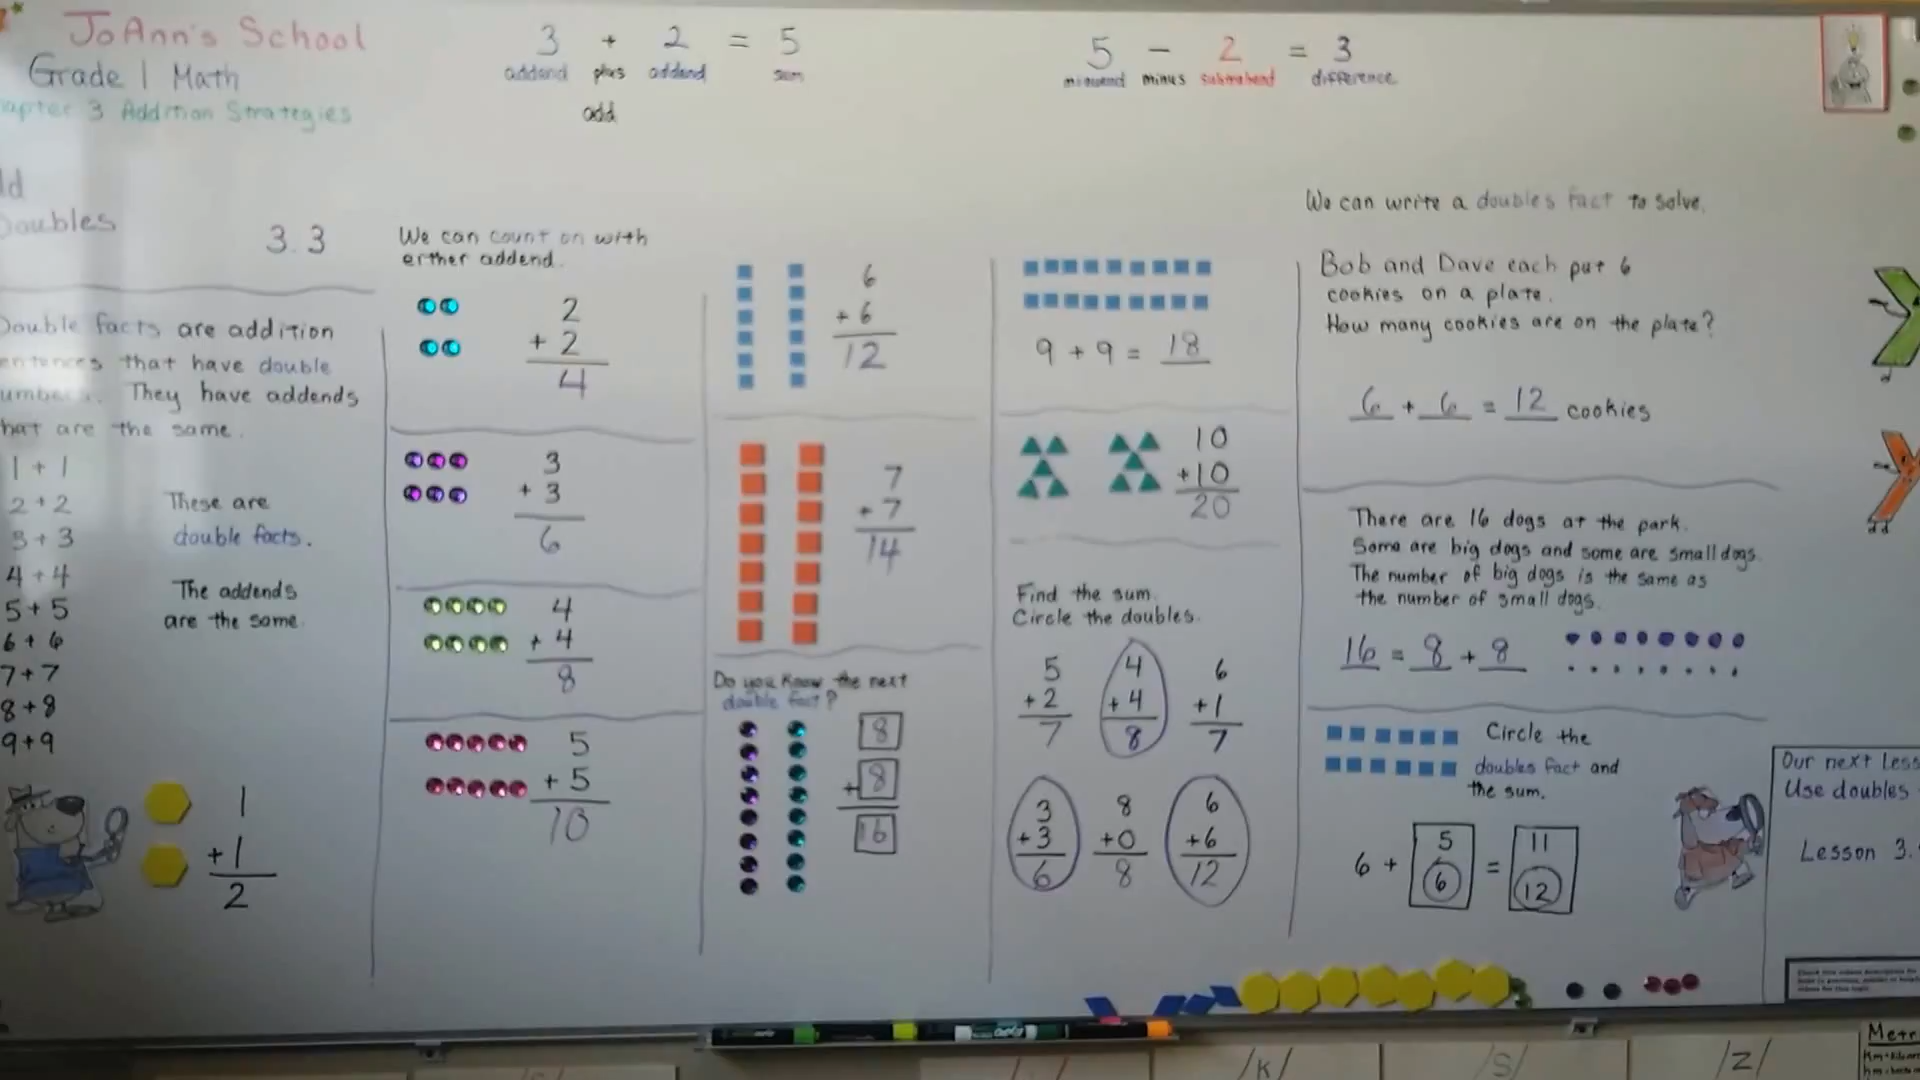 JoAnn's School
Grade 1 Math
apter 3 Addition Strategies
3 + 2 = 5
addend plus addend sum
add
5 - 2 = 3
minuend minus subtrahend difference
dd
Doubles
3.3
Double facts are addition
entences that have double
umbers. They have addends
hat are the same.
1 + 1
2 + 2
3 + 3
4 + 4
5 + 5
6 + 6
7 + 7
8 + 8
9 + 9
These are
double facts.
The addends
are the same.
1
+ 1
2
We can count on with
either addend.
2
+ 2
4
3
+ 3
6
4
+ 4
8
5
+ 5
10
6
+ 6
12
7
+ 7
14
Do you know the next
double fact?
8
+ 8
16
9 + 9 = 18
10
+10
20
Find the sum.
Circle the doubles.
5 4 6
+2 +4 +1
7 8 7
3 8 6
+3 +0 +6
6 8 12
We can write a doubles fact to solve.
Bob and Dave each put 6
cookies on a plate.
How many cookies are on the plate?
6 + 6 = 12 cookies
There are 16 dogs at the park.
Some are big dogs and some are small dogs.
The number of big dogs is the same as
the number of small dogs.
16 = 8 + 8
Circle the
doubles fact and
the sum.
5 11
6 + 6 = 12
Our next Less
Use doubles
Lesson 3.
/k/
/s/
/z/
Metr